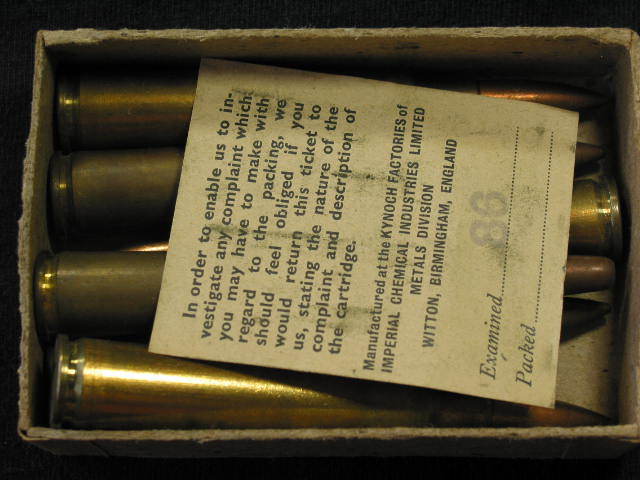 In order to enable us to in-
vestigate any complaint which
you may have to make with
regard to the packing, we
should feel obliged if you
would return this ticket to
us, stating the nature of the
complaint and description of
the cartridge.
Manufactured at the KYNOCH FACTORIES of
IMPERIAL CHEMICAL INDUSTRIES LIMITED
METALS DIVISION
WITTON, BIRMINGHAM, ENGLAND
86
Examined
Packed